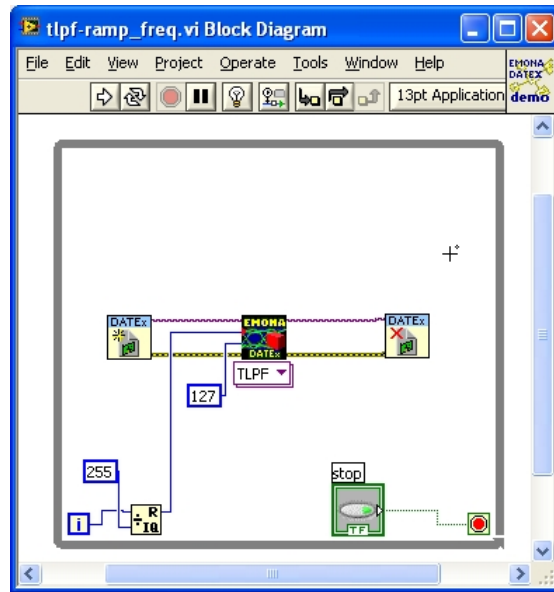 tlpf-ramp_freq.vi Block Diagram
File Edit View Project Operate Tools Window Help
EMONA
DATEX
demo
13pt Application
DATEx
EMONA
DATEx
DATEx
TLPF
127
255
stop
i
R
IQ
TF